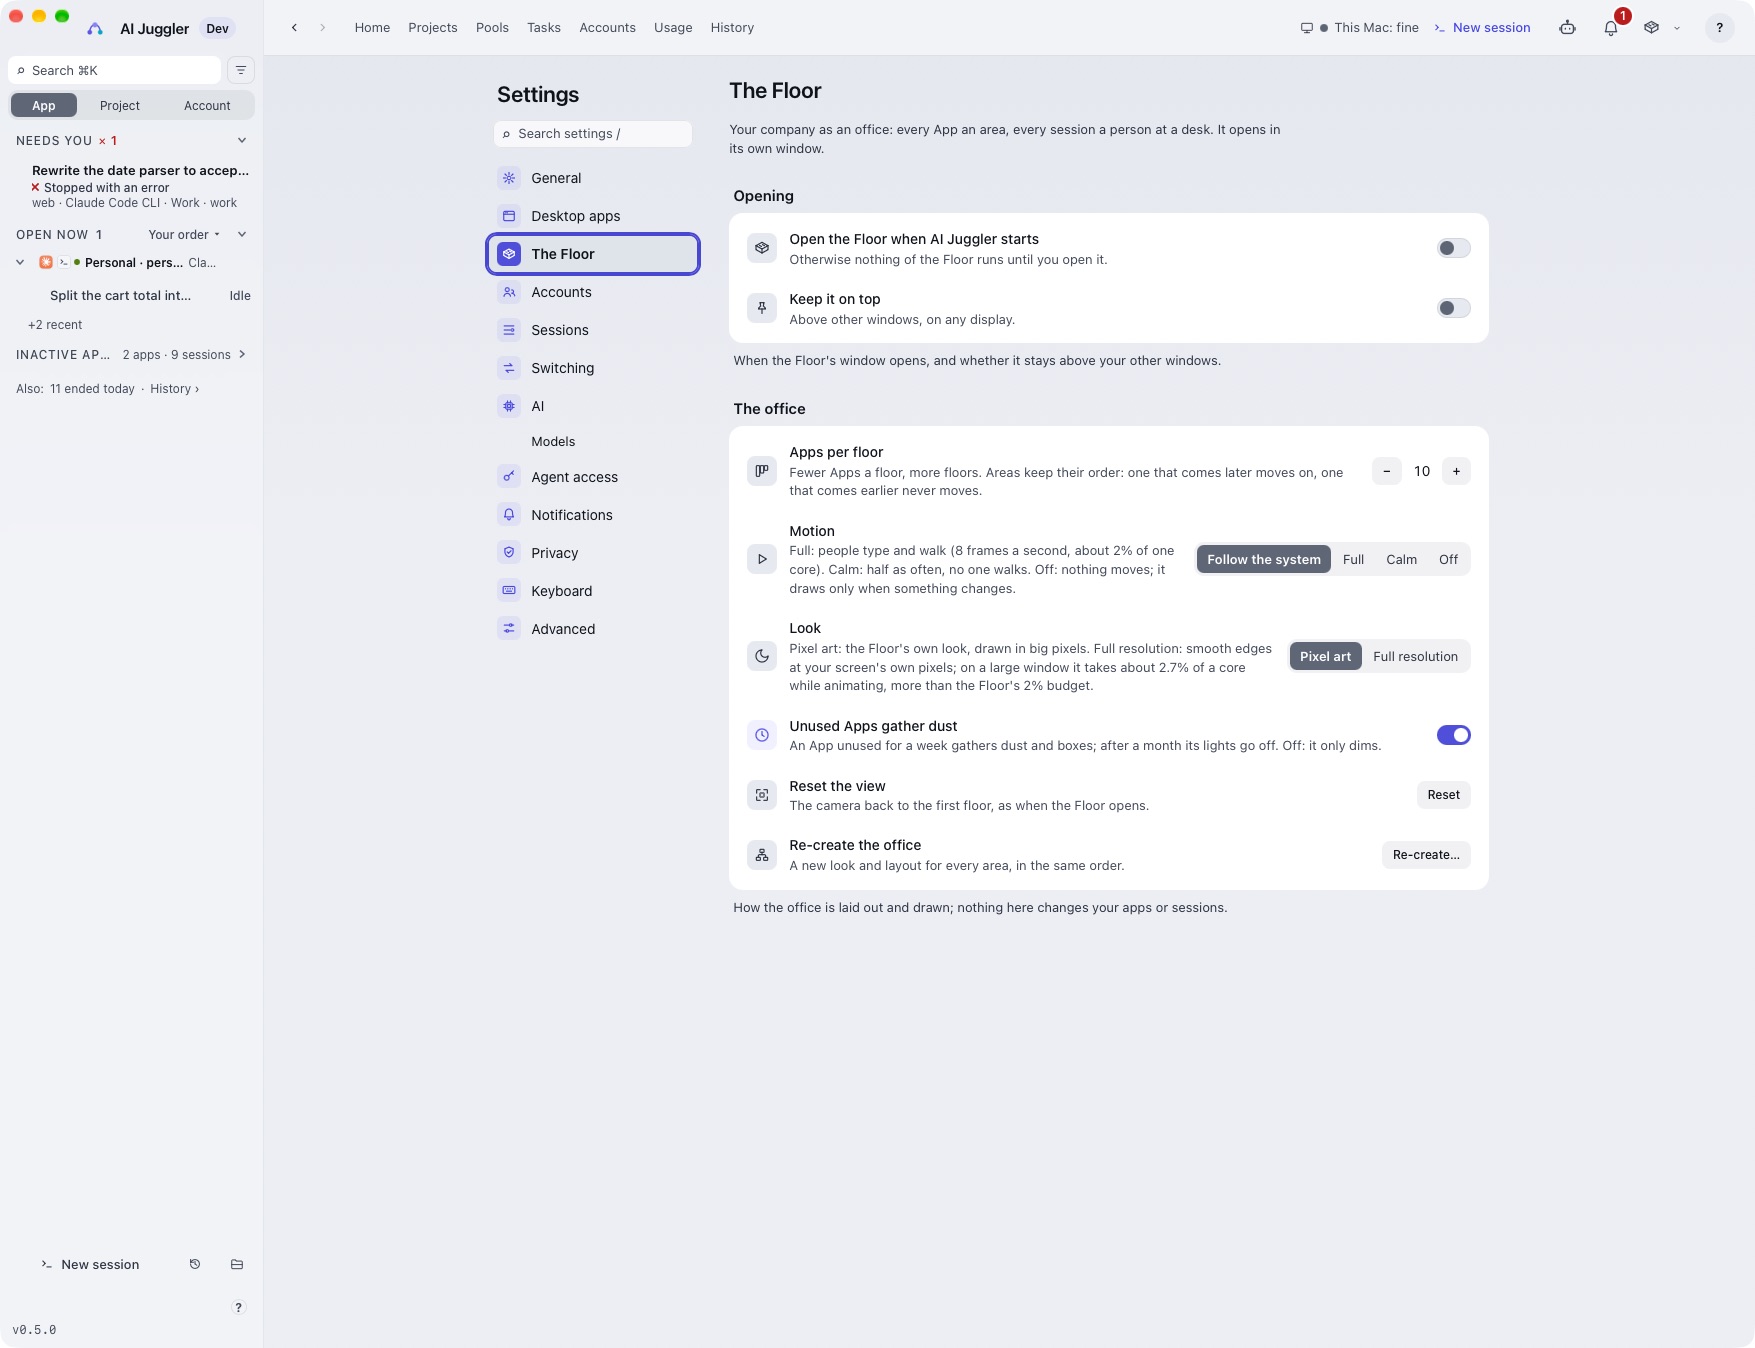 AI Juggler Dev
Search ⌘K
App Project Account
NEEDS YOU × 1
Rewrite the date parser to accep...
× Stopped with an error
web · Claude Code CLI · Work · work
OPEN NOW 1 Your order
Personal · pers... Cla...
Split the cart total int... Idle
+2 recent
INACTIVE AP... 2 apps · 9 sessions
Also: 11 ended today · History ›
New session
?
v0.5.0
Home Projects Pools Tasks Accounts Usage History
This Mac: fine New session 1 ?
Settings
Search settings /
General
Desktop apps
The Floor
Accounts
Sessions
Switching
AI
Models
Agent access
Notifications
Privacy
Keyboard
Advanced
The Floor
Your company as an office: every App an area, every session a person at a desk. It opens in
its own window.
Opening
Open the Floor when AI Juggler starts
Otherwise nothing of the Floor runs until you open it.
Keep it on top
Above other windows, on any display.
When the Floor's window opens, and whether it stays above your other windows.
The office
Apps per floor
Fewer Apps a floor, more floors. Areas keep their order: one that comes later moves on, one
that comes earlier never moves.
− 10 +
Motion
Full: people type and walk (8 frames a second, about 2% of one
core). Calm: half as often, no one walks. Off: nothing moves; it
draws only when something changes.
Follow the system Full Calm Off
Look
Pixel art: the Floor's own look, drawn in big pixels. Full resolution: smooth edges
at your screen's own pixels; on a large window it takes about 2.7% of a core
while animating, more than the Floor's 2% budget.
Pixel art Full resolution
Unused Apps gather dust
An App unused for a week gathers dust and boxes; after a month its lights go off. Off: it only dims.
Reset the view
The camera back to the first floor, as when the Floor opens.
Reset
Re-create the office
A new look and layout for every area, in the same order.
Re-create...
How the office is laid out and drawn; nothing here changes your apps or sessions.